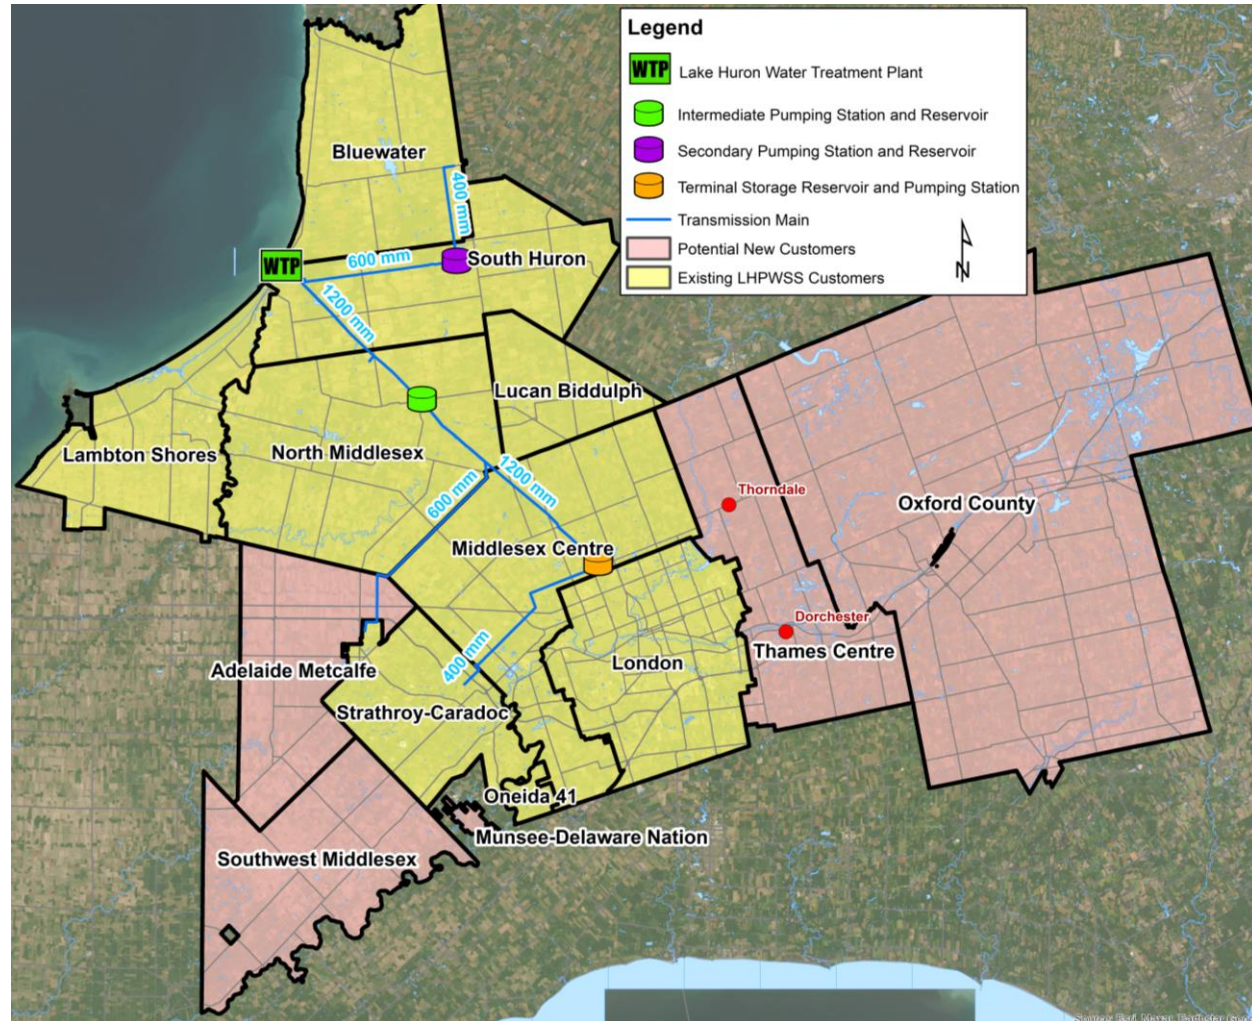 Legend
WTP Lake Huron Water Treatment Plant
Intermediate Pumping Station and Reservoir
Secondary Pumping Station and Reservoir
Terminal Storage Reservoir and Pumping Station
Transmission Main
Potential New Customers
Existing LHPWSS Customers
N
Bluewater
400 mm
WTP
600 mm
South Huron
1200 mm
Lucan Biddulph
Lambton Shores
North Middlesex
1200 mm
600 mm
Thorndale
Oxford County
Middlesex Centre
Dorchester
Thames Centre
400 mm
London
Adelaide Metcalfe
Strathroy-Caradoc
Oneida 41
Munsee-Delaware Nation
Southwest Middlesex